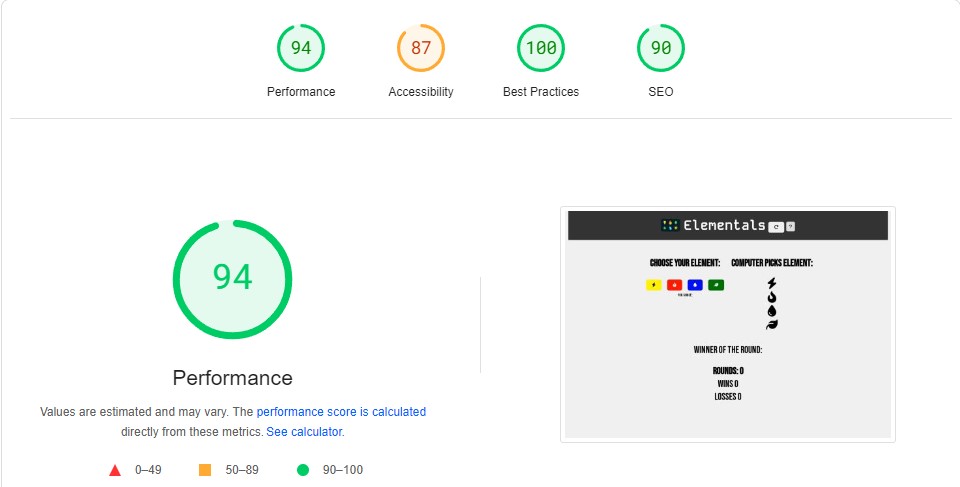 94 87 100 90
Performance Accessibility Best Practices SEO
94
Performance
Values are estimated and may vary. The performance score is calculated
directly from these metrics. See calculator.
0–49 50–89 90–100
Elementals
CHOOSE YOUR ELEMENT: COMPUTER PICKS ELEMENT:
WINNER OF THE ROUND:
ROUNDS: 0
WINS 0
LOSSES 0